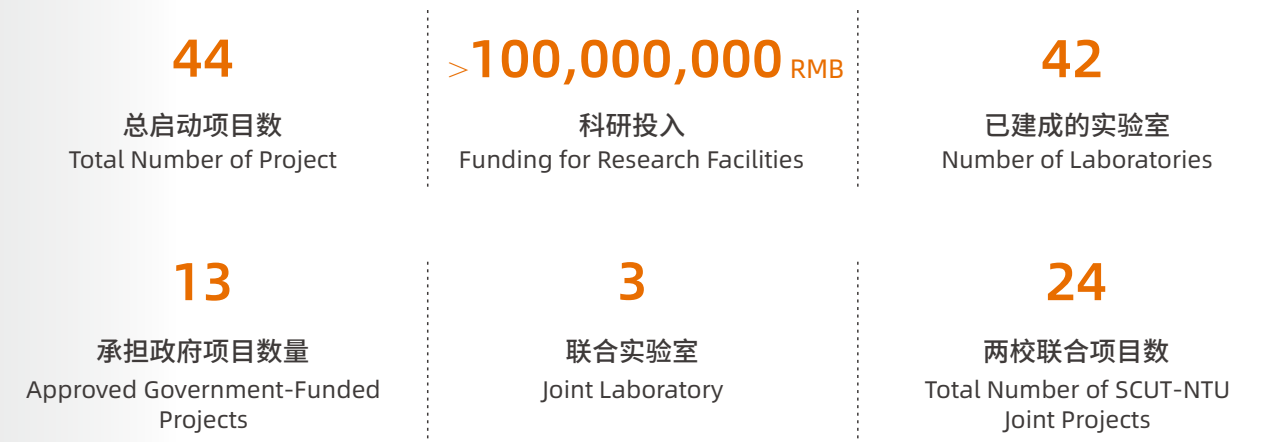 44
总启动项目数
Total Number of Project
>100,000,000 RMB
科研投入
Funding for Research Facilities
42
已建成的实验室
Number of Laboratories
13
承担政府项目数量
Approved Government-Funded
Projects
3
联合实验室
Joint Laboratory
24
两校联合项目数
Total Number of SCUT-NTU
Joint Projects